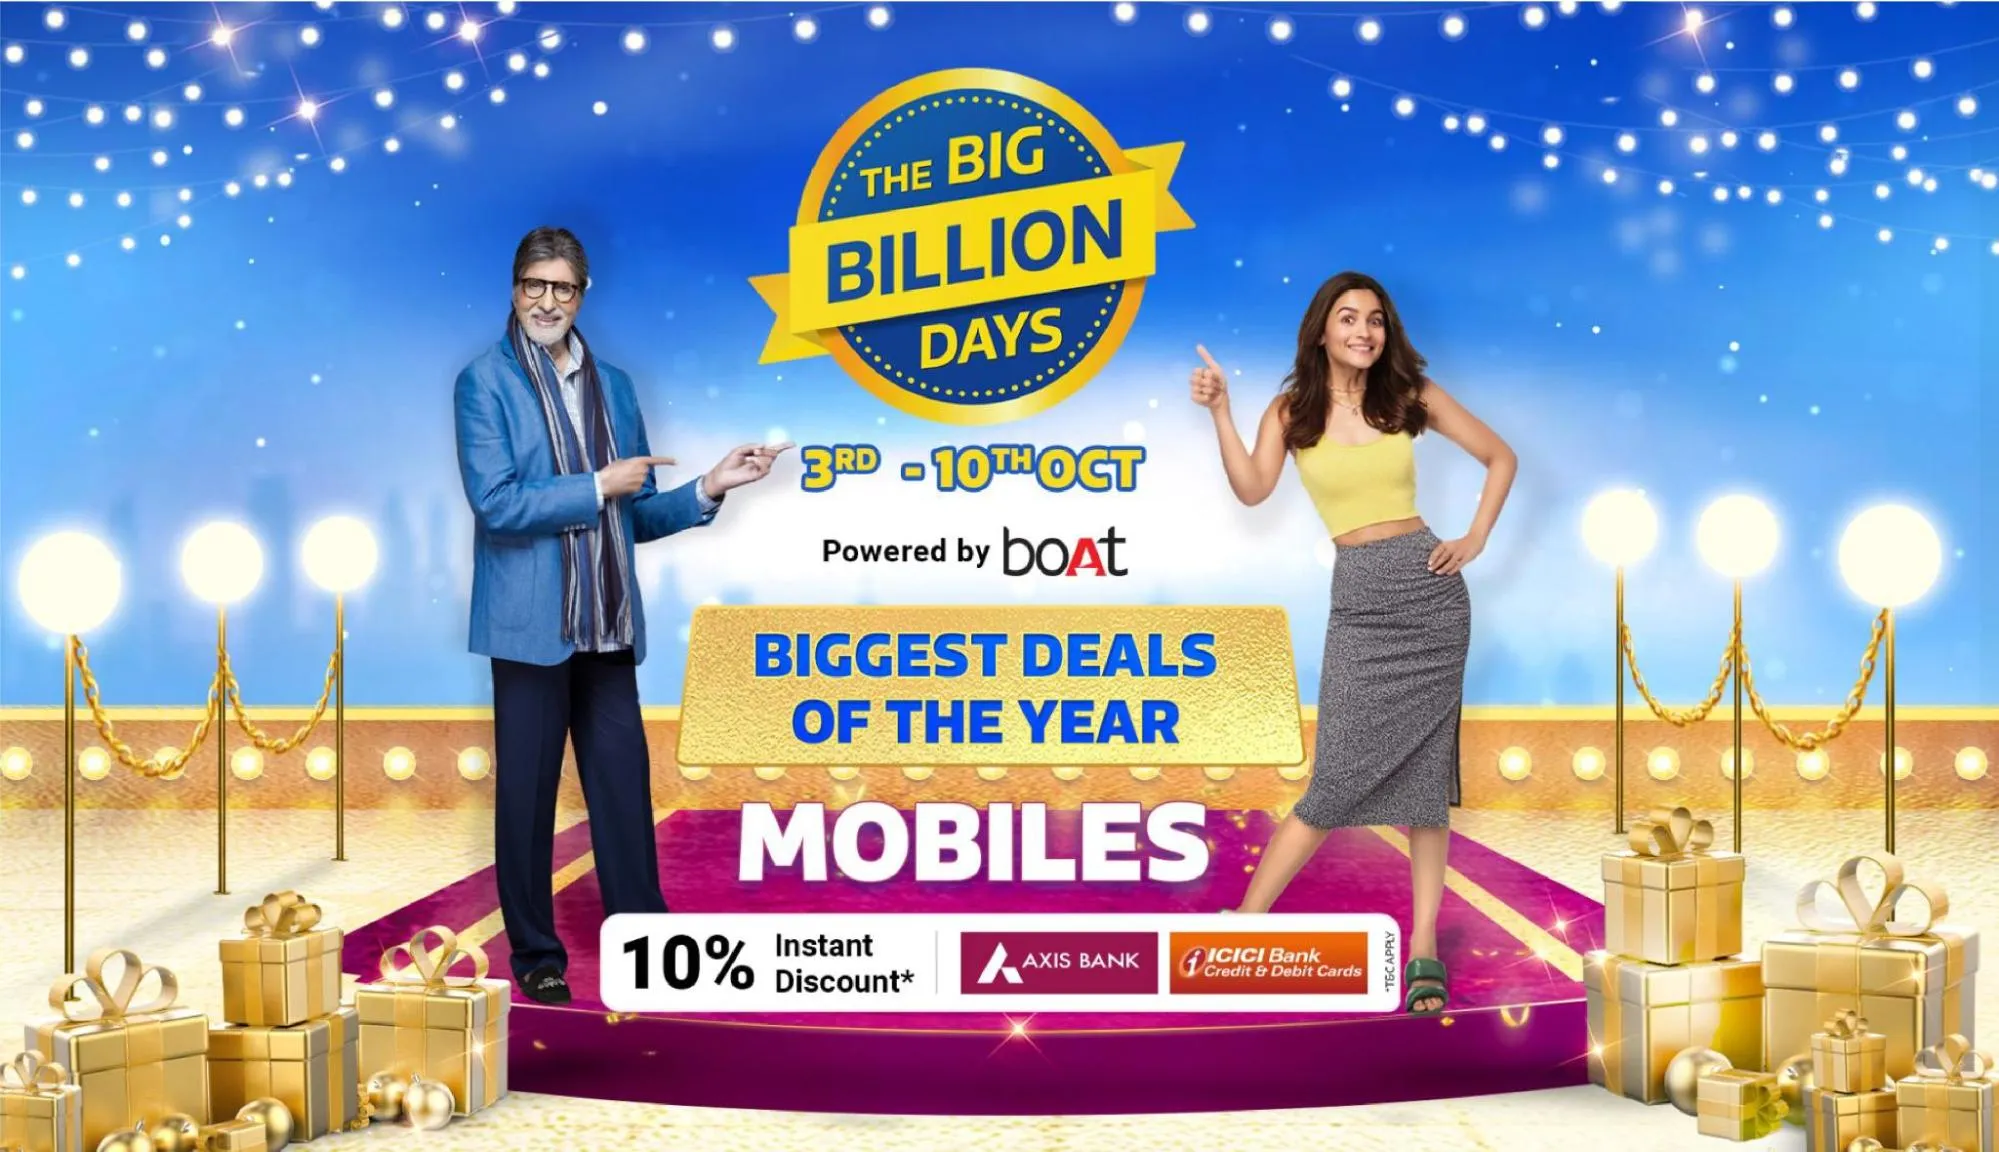 THE BIG
BILLION
DAYS
3RD - 10TH OCT
Powered by boAt
BIGGEST DEALS
OF THE YEAR
MOBILES
10% Instant
Discount*
AXIS BANK
ICICI Bank
Credit & Debit Cards
*T&C APPLY